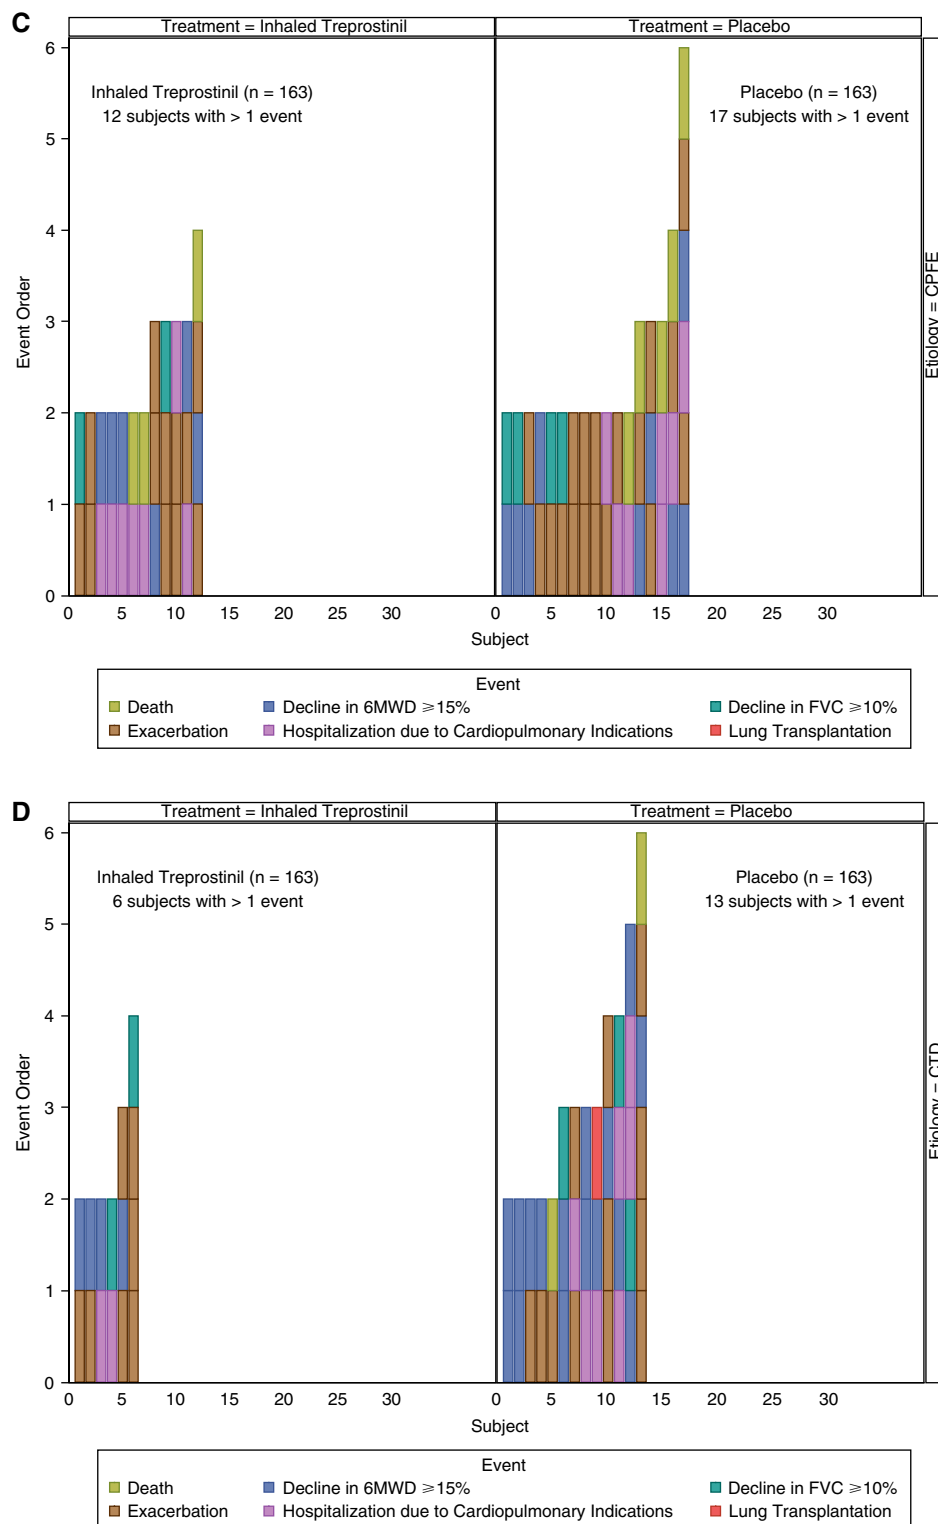 C
Treatment = Inhaled Treprostinil
Treatment = Placebo
Inhaled Treprostinil (n = 163)
12 subjects with > 1 event
Placebo (n = 163)
17 subjects with > 1 event
Event Order
6
5
4
3
2
1
0
Etiology = CPFE
0 5 10 15 20 25 30
0 5 10 15 20 25 30
Subject
Event
Death
Decline in 6MWD ⩾15%
Decline in FVC ⩾10%
Exacerbation
Hospitalization due to Cardiopulmonary Indications
Lung Transplantation
D
Treatment = Inhaled Treprostinil
Treatment = Placebo
Inhaled Treprostinil (n = 163)
6 subjects with > 1 event
Placebo (n = 163)
13 subjects with > 1 event
Event Order
6
5
4
3
2
1
0
Etiology = CTD
0 5 10 15 20 25 30
0 5 10 15 20 25 30
Subject
Event
Death
Decline in 6MWD ⩾15%
Decline in FVC ⩾10%
Exacerbation
Hospitalization due to Cardiopulmonary Indications
Lung Transplantation